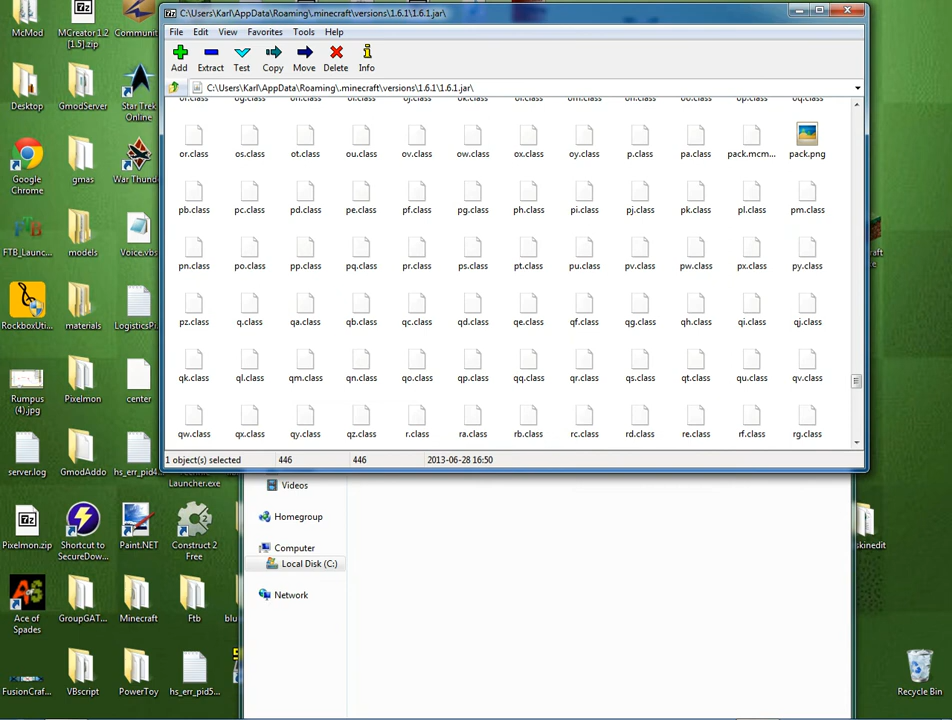 C:\Users\Karl\AppData\Roaming\.minecraft\versions\1.6.1\1.6.1.jar\
File Edit View Favorites Tools Help
Add Extract Test Copy Move Delete Info
C:\Users\Karl\AppData\Roaming\.minecraft\versions\1.6.1\1.6.1.jar\
or.class os.class ot.class ou.class ov.class ow.class ox.class oy.class p.class pa.class pack.mcm... pack.png
pb.class pc.class pd.class pe.class pf.class pg.class ph.class pi.class pj.class pk.class pl.class pm.class
pn.class po.class pp.class pq.class pr.class ps.class pt.class pu.class pv.class pw.class px.class py.class
pz.class q.class qa.class qb.class qc.class qd.class qe.class qf.class qg.class qh.class qi.class qj.class
qk.class ql.class qm.class qn.class qo.class qp.class qq.class qr.class qs.class qt.class qu.class qv.class
qw.class qx.class qy.class qz.class r.class ra.class rb.class rc.class rd.class re.class rf.class rg.class
1 object(s) selected 446 446 2013-06-28 16:50
Videos
Homegroup
Computer
Local Disk (C:)
Network
McMod
MCreator 1.2
[1.5].zip
Communit
Desktop
GmodServer
Star Trek
Online
Google
Chrome
gmas
War Thund
FTB_Launc...
models
Voice.vbs
RockboxUti...
materials
LogisticsPi
Rumpus
(4).jpg
Pixelmon
center
server.log
GmodAddo
hs_err_pid4
Launcher.exe
Pixelmon.zip
Shortcut to
SecureDow...
Paint.NET
Construct 2
Free
Ace of
Spades
GroupGAT...
Minecraft
Ftb
blu
FusionCraf...
VBscript
PowerToy
hs_err_pid5...
skinedit
Recycle Bin